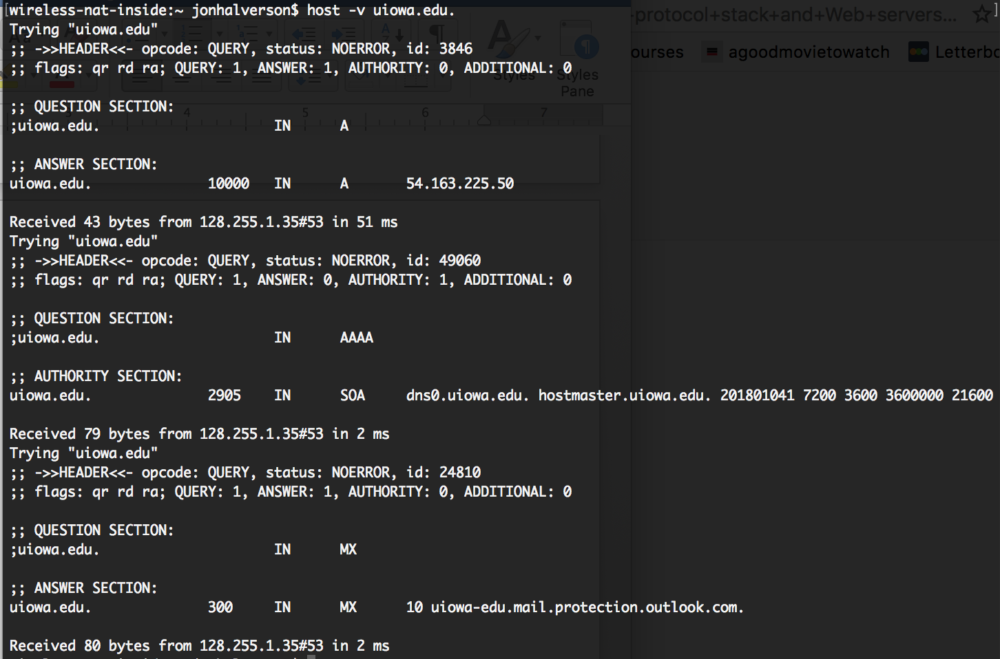 [wireless-nat-inside:~ jonhalverson$ host -v uiowa.edu.
Trying "uiowa.edu"
;; ->>HEADER<<- opcode: QUERY, status: NOERROR, id: 3846
;; flags: qr rd ra; QUERY: 1, ANSWER: 1, AUTHORITY: 0, ADDITIONAL: 0
;; QUESTION SECTION:
;uiowa.edu. IN A
;; ANSWER SECTION:
uiowa.edu. 10000 IN A 54.163.225.50
Received 43 bytes from 128.255.1.35#53 in 51 ms
Trying "uiowa.edu"
;; ->>HEADER<<- opcode: QUERY, status: NOERROR, id: 49060
;; flags: qr rd ra; QUERY: 1, ANSWER: 0, AUTHORITY: 1, ADDITIONAL: 0
;; QUESTION SECTION:
;uiowa.edu. IN AAAA
;; AUTHORITY SECTION:
uiowa.edu. 2905 IN SOA dns0.uiowa.edu. hostmaster.uiowa.edu. 201801041 7200 3600 3600000 21600
Received 79 bytes from 128.255.1.35#53 in 2 ms
Trying "uiowa.edu"
;; ->>HEADER<<- opcode: QUERY, status: NOERROR, id: 24810
;; flags: qr rd ra; QUERY: 1, ANSWER: 1, AUTHORITY: 0, ADDITIONAL: 0
;; QUESTION SECTION:
;uiowa.edu. IN MX
;; ANSWER SECTION:
uiowa.edu. 300 IN MX 10 uiowa-edu.mail.protection.outlook.com.
Received 80 bytes from 128.255.1.35#53 in 2 ms
-protocol+stack+and+Web+servers...
ourses agoodmovietowatch Letterbo
Styles Styles
Pane
4 5 6 7